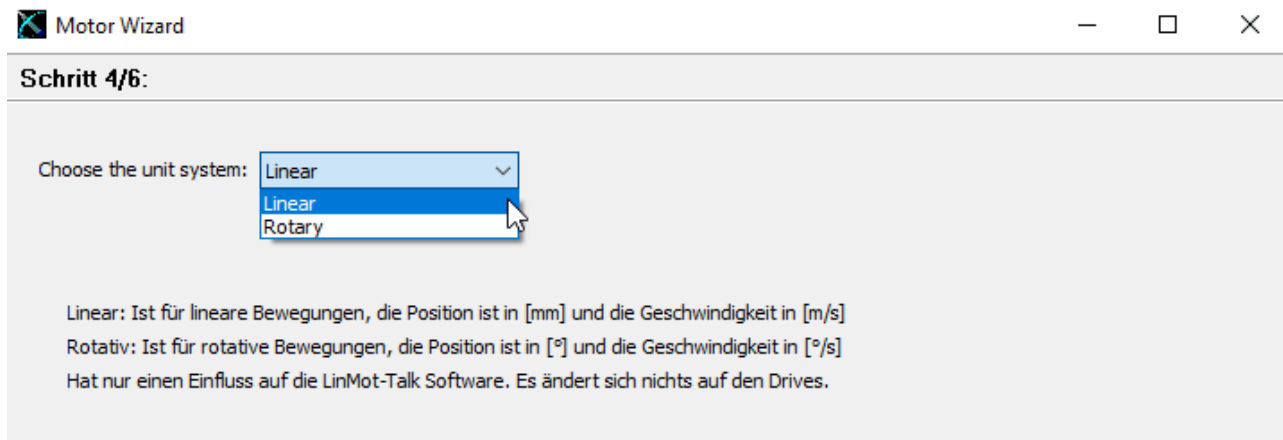 Motor Wizard
Schritt 4/6:
Choose the unit system: Linear
Linear
Rotary
Linear: Ist für lineare Bewegungen, die Position ist in [mm] und die Geschwindigkeit in [m/s]
Rotativ: Ist für rotative Bewegungen, die Position ist in [°] und die Geschwindigkeit in [°/s]
Hat nur einen Einfluss auf die LinMot-Talk Software. Es ändert sich nichts auf den Drives.